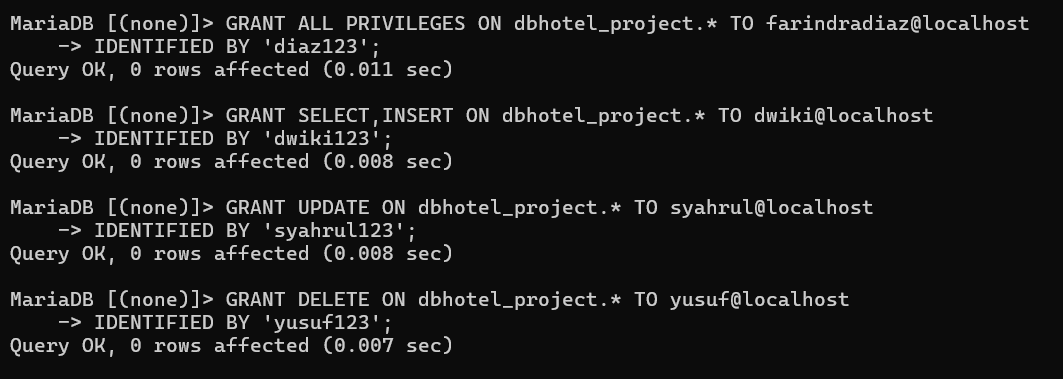 MariaDB [(none)]> GRANT ALL PRIVILEGES ON dbhotel_project.* TO farindradiaz@localhost
    -> IDENTIFIED BY 'diaz123';
Query OK, 0 rows affected (0.011 sec)

MariaDB [(none)]> GRANT SELECT,INSERT ON dbhotel_project.* TO dwiki@localhost
    -> IDENTIFIED BY 'dwiki123';
Query OK, 0 rows affected (0.008 sec)

MariaDB [(none)]> GRANT UPDATE ON dbhotel_project.* TO syahrul@localhost
    -> IDENTIFIED BY 'syahrul123';
Query OK, 0 rows affected (0.008 sec)

MariaDB [(none)]> GRANT DELETE ON dbhotel_project.* TO yusuf@localhost
    -> IDENTIFIED BY 'yusuf123';
Query OK, 0 rows affected (0.007 sec)